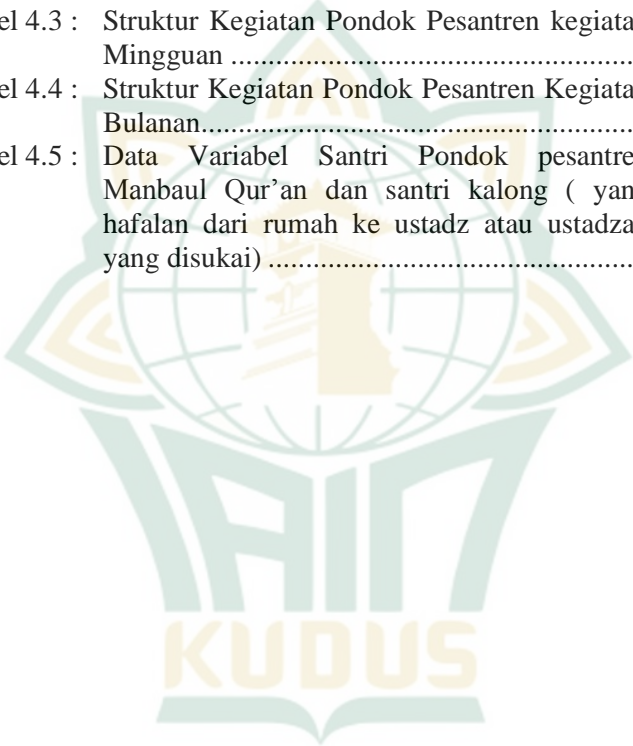 el 4.3 : Struktur Kegiatan Pondok Pesantren kegiata
Mingguan ......................................................
el 4.4 : Struktur Kegiatan Pondok Pesantren Kegiata
Bulanan..........................................................
el 4.5 : Data Variabel Santri Pondok pesantre
Manbaul Qur’an dan santri kalong ( yan
hafalan dari rumah ke ustadz atau ustadza
yang disukai) .................................................
IAIN
KUDUS